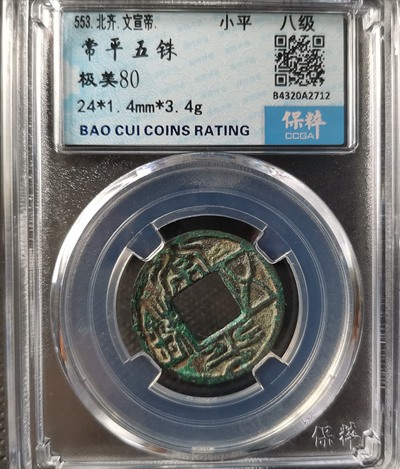 553.北齐.文宣帝.
小平 八级
常平五铢
极美80
24*1.4mm*3.4g
B4320A2712
保粹
CCGA
BAO CUI COINS RATING
保粹